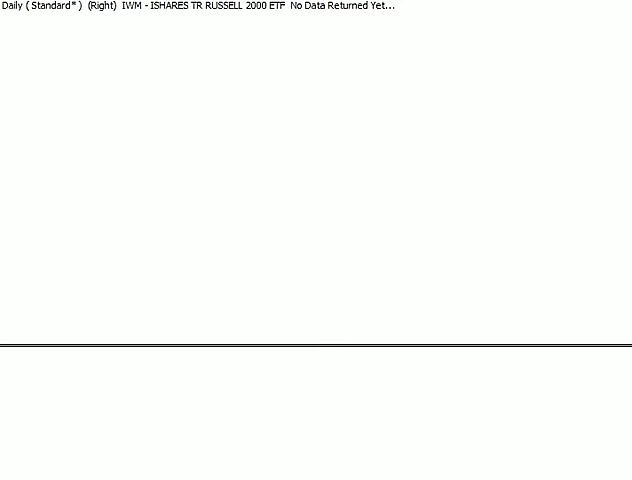 Daily ( Standard* ) (Right) IWM - ISHARES TR RUSSELL 2000 ETF No Data Returned Yet...